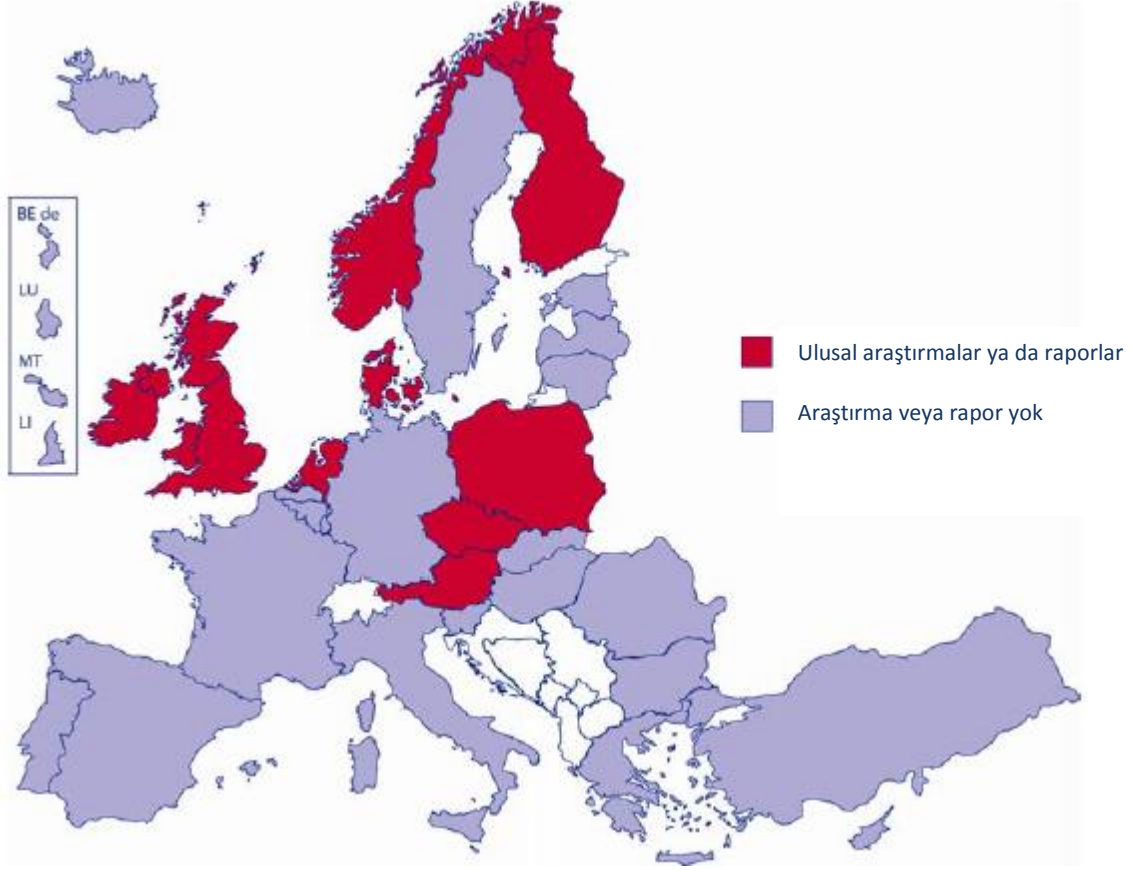 BE de
LU
MT
LI
Ulusal araştırmalar ya da raporlar
Araştırma veya rapor yok